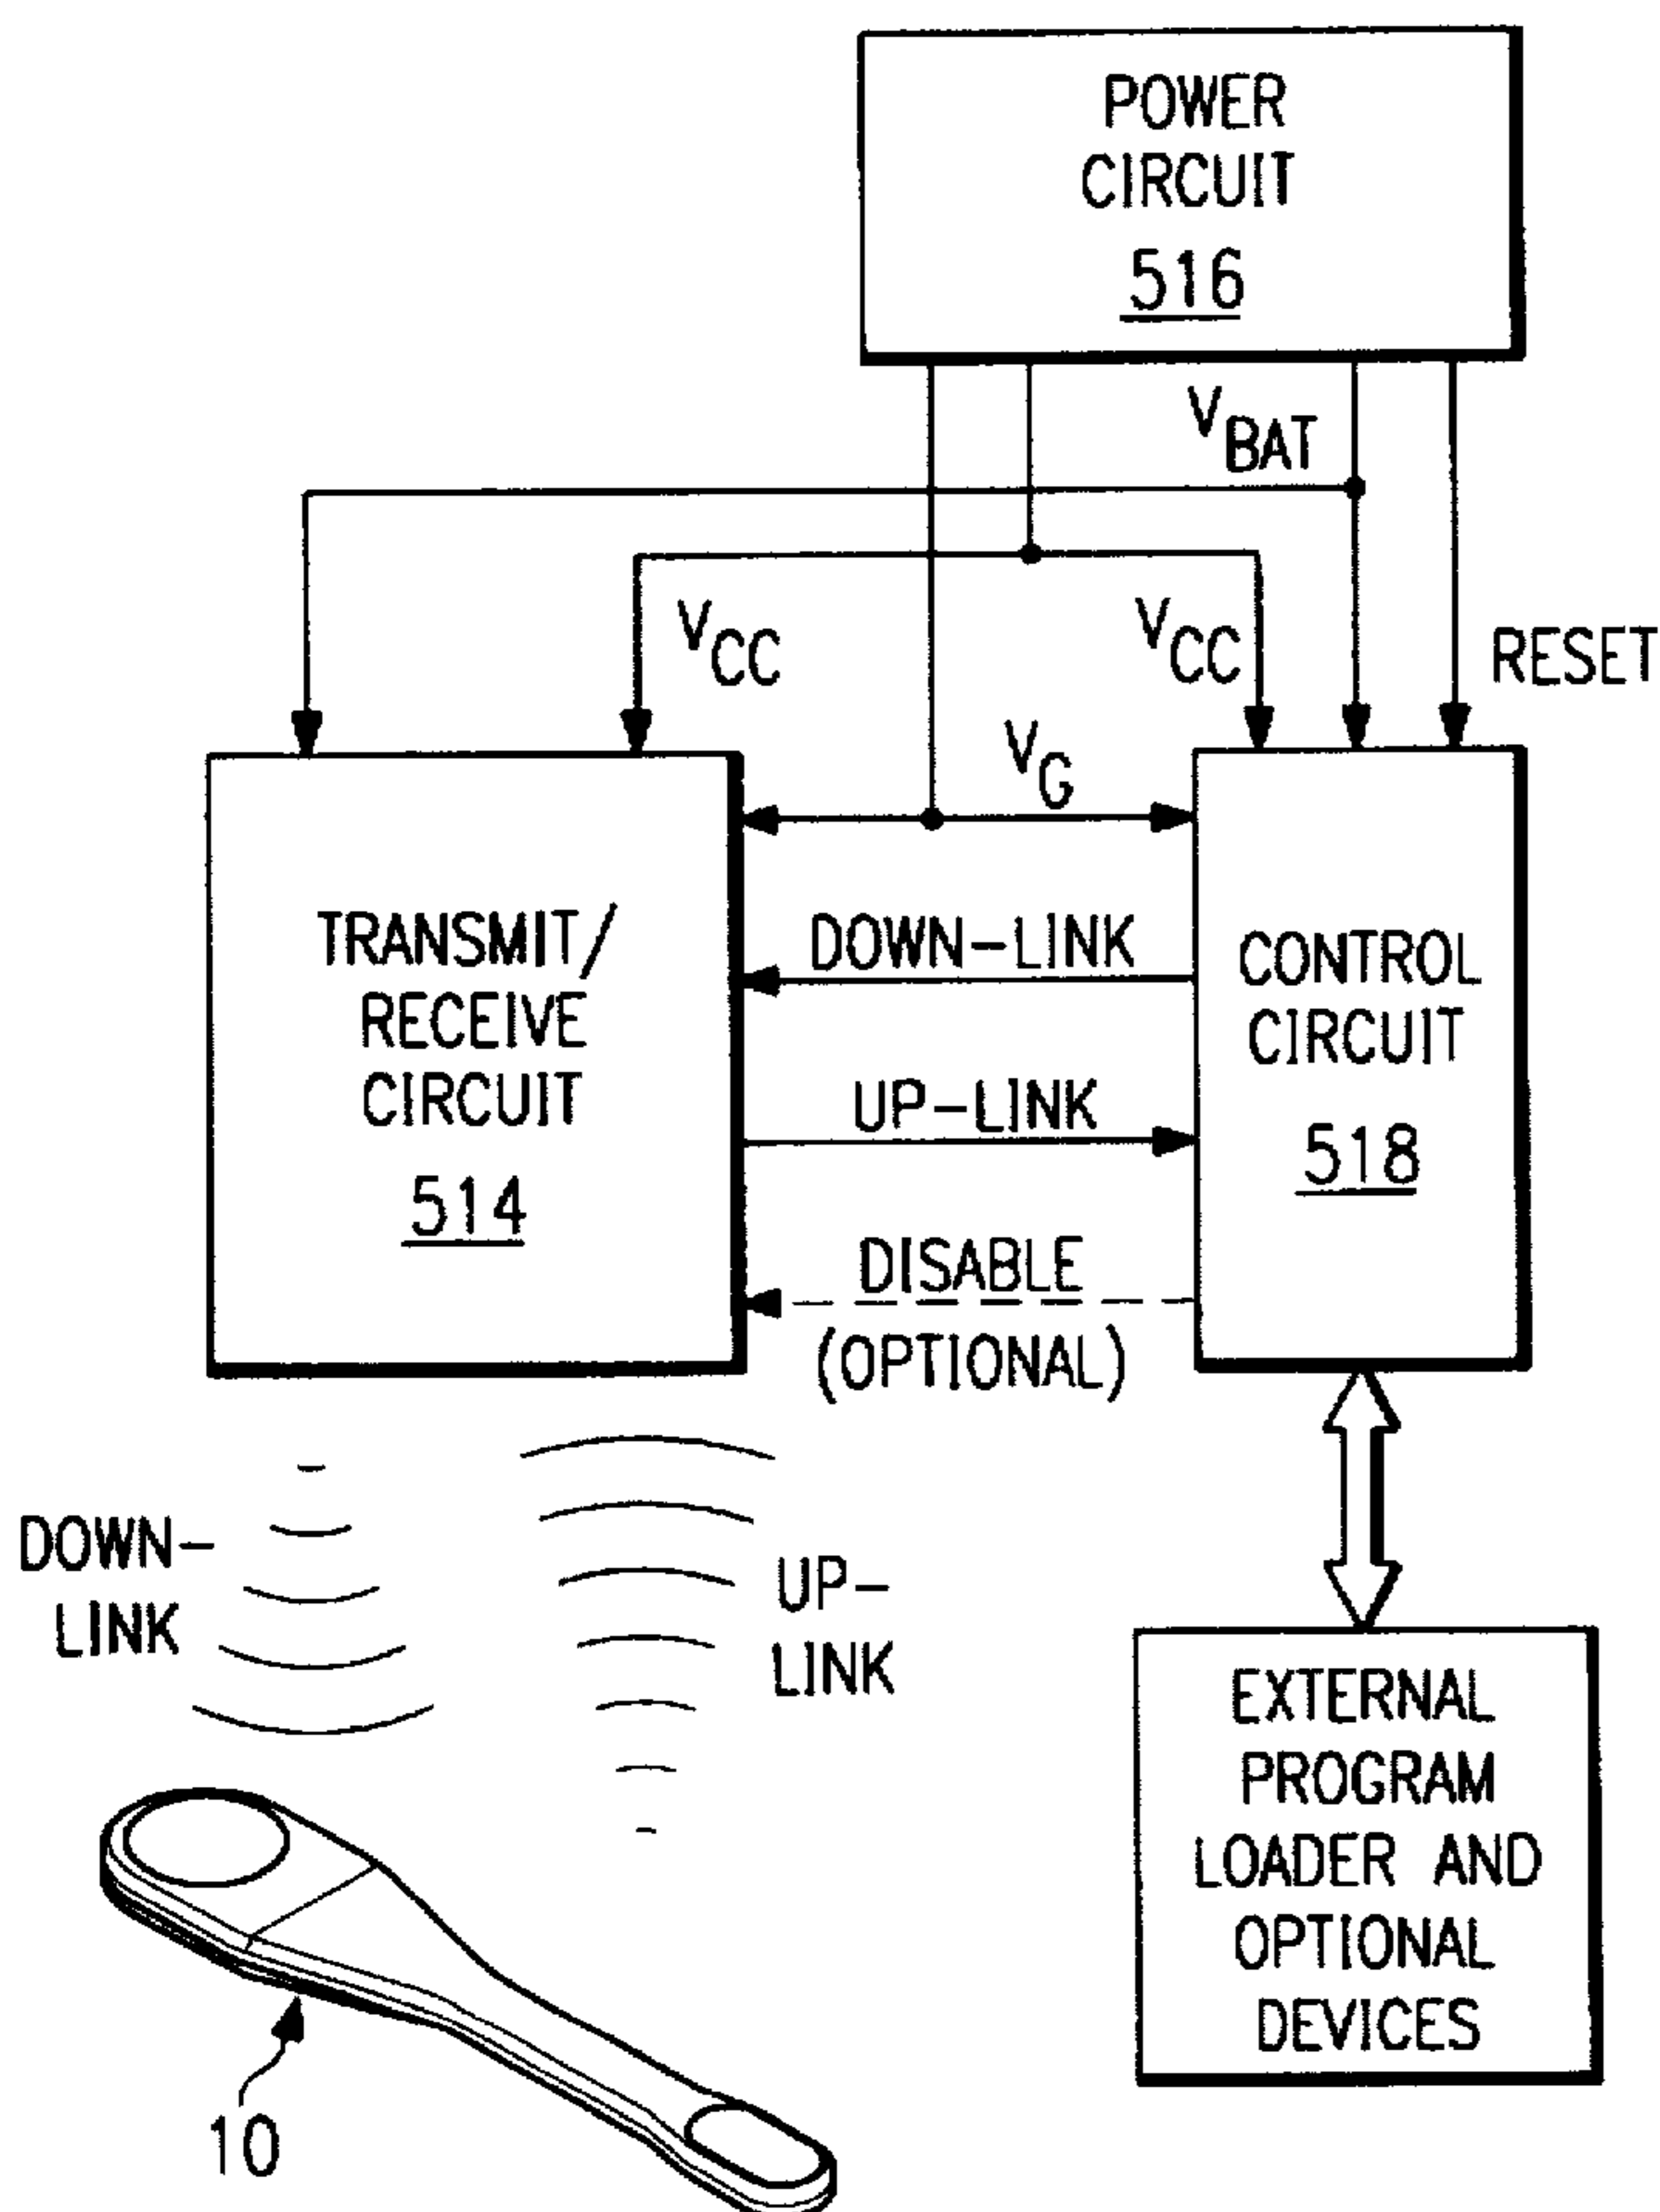 POWER
CIRCUIT
516
VBAT
VCC
VCC
RESET
VG
TRANSMIT/
RECEIVE
CIRCUIT
514
DOWN-LINK
UP-LINK
DISABLE
(OPTIONAL)
CONTROL
CIRCUIT
518
DOWN-
LINK
UP-
LINK
EXTERNAL
PROGRAM
LOADER AND
OPTIONAL
DEVICES
10